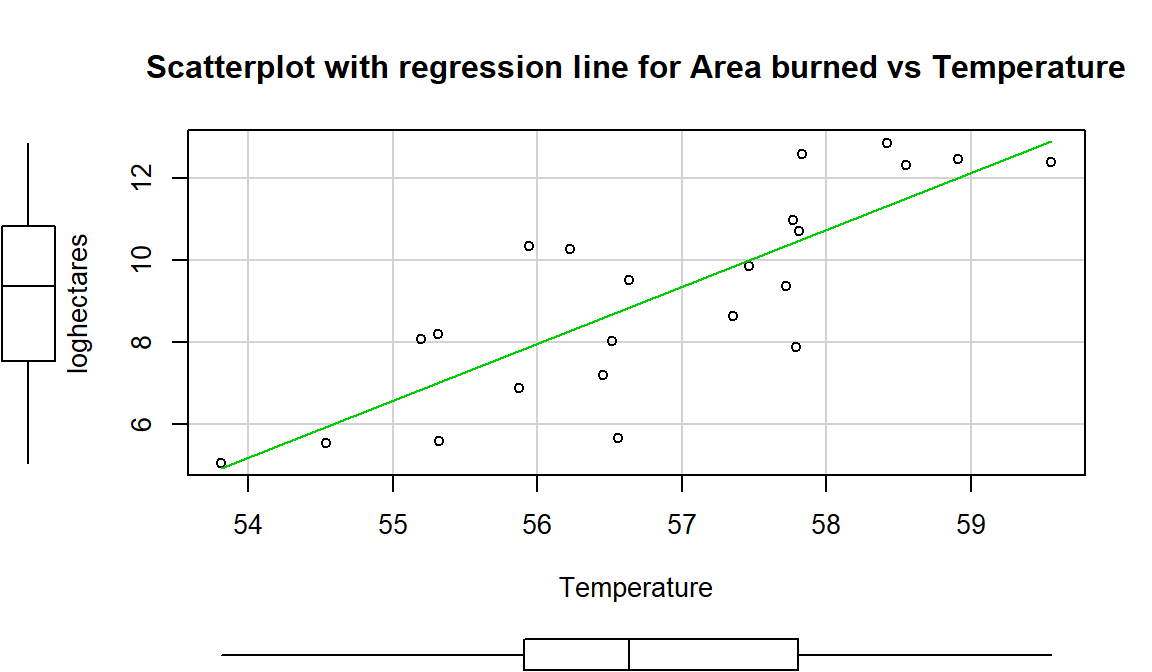 Scatterplot with regression line for Area burned vs Temperature
loghectares
12
10
8
6
54 55 56 57 58 59
Temperature